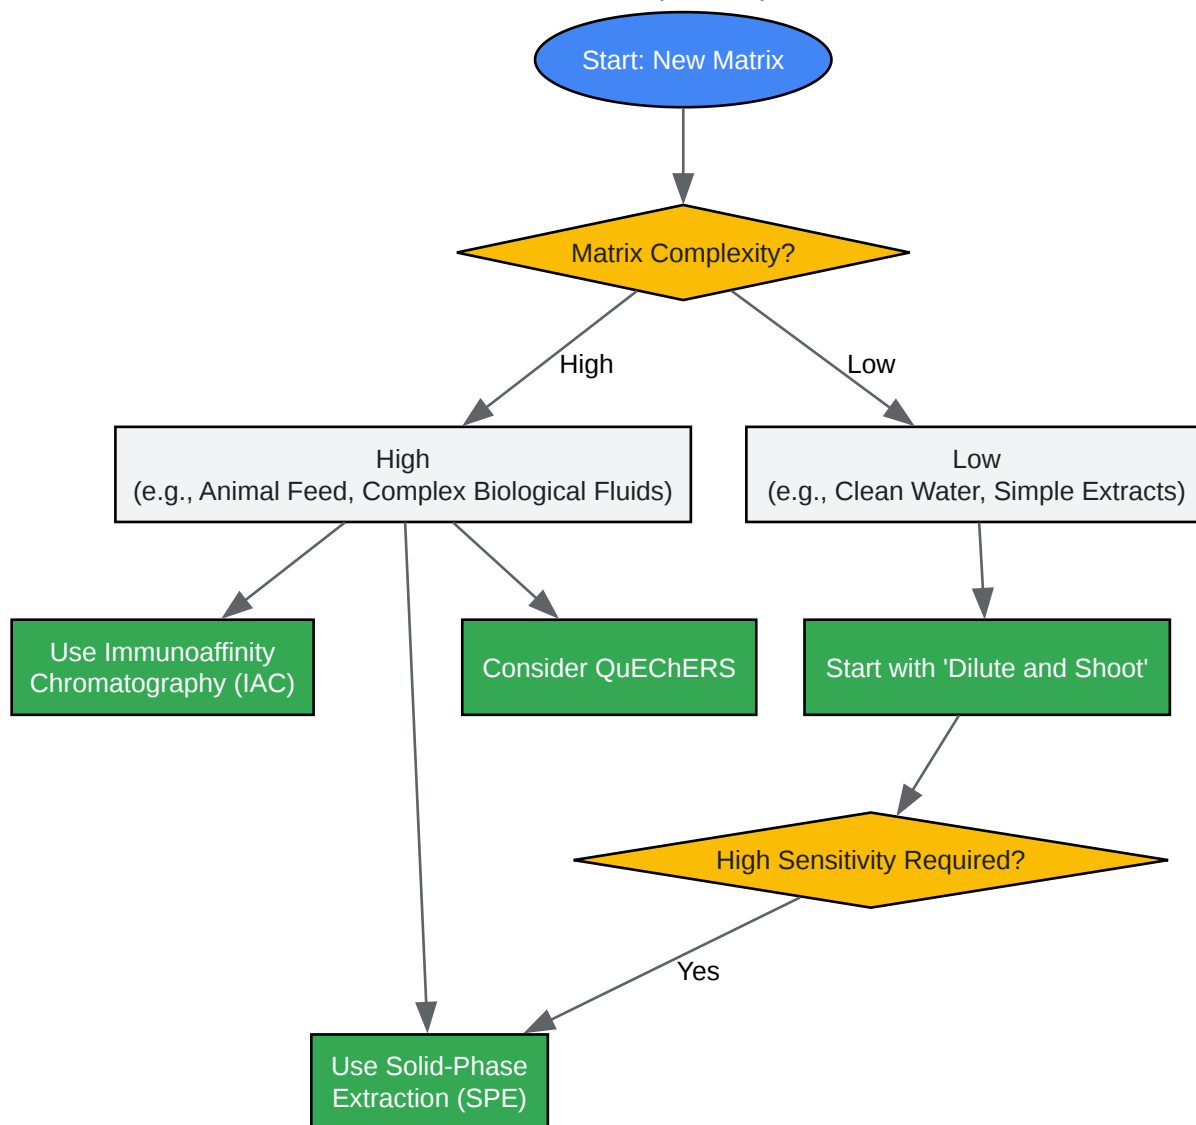 Start: New Matrix
Matrix Complexity?
High
Low
High
(e.g., Animal Feed, Complex Biological Fluids)
Low
(e.g., Clean Water, Simple Extracts)
Use Immunoaffinity
Chromatography (IAC)
Consider QuEChERS
Start with 'Dilute and Shoot'
High Sensitivity Required?
Yes
Use Solid-Phase
Extraction (SPE)